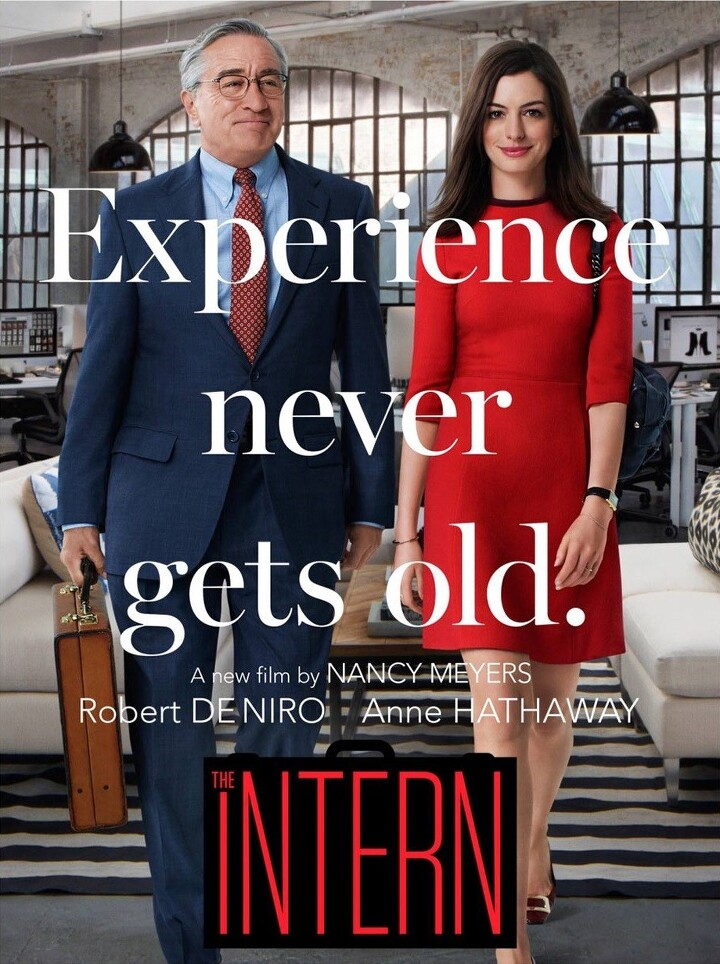 Experience
never
gets old.
A new film by NANCY MEYERS
Robert DE NIRO Anne HATHAWAY
THE
iNTERN